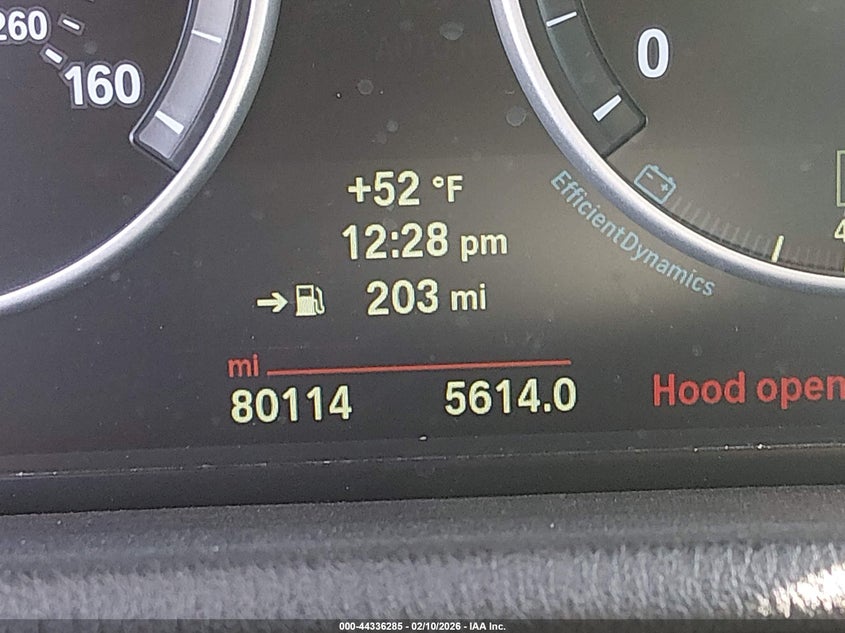 260
160
0
+52 °F
12:28 pm
EfficientDynamics
→ 203 mi
mi
80114 5614.0
Hood open
4
000-44336285 - 02/10/2026 - IAA Inc.